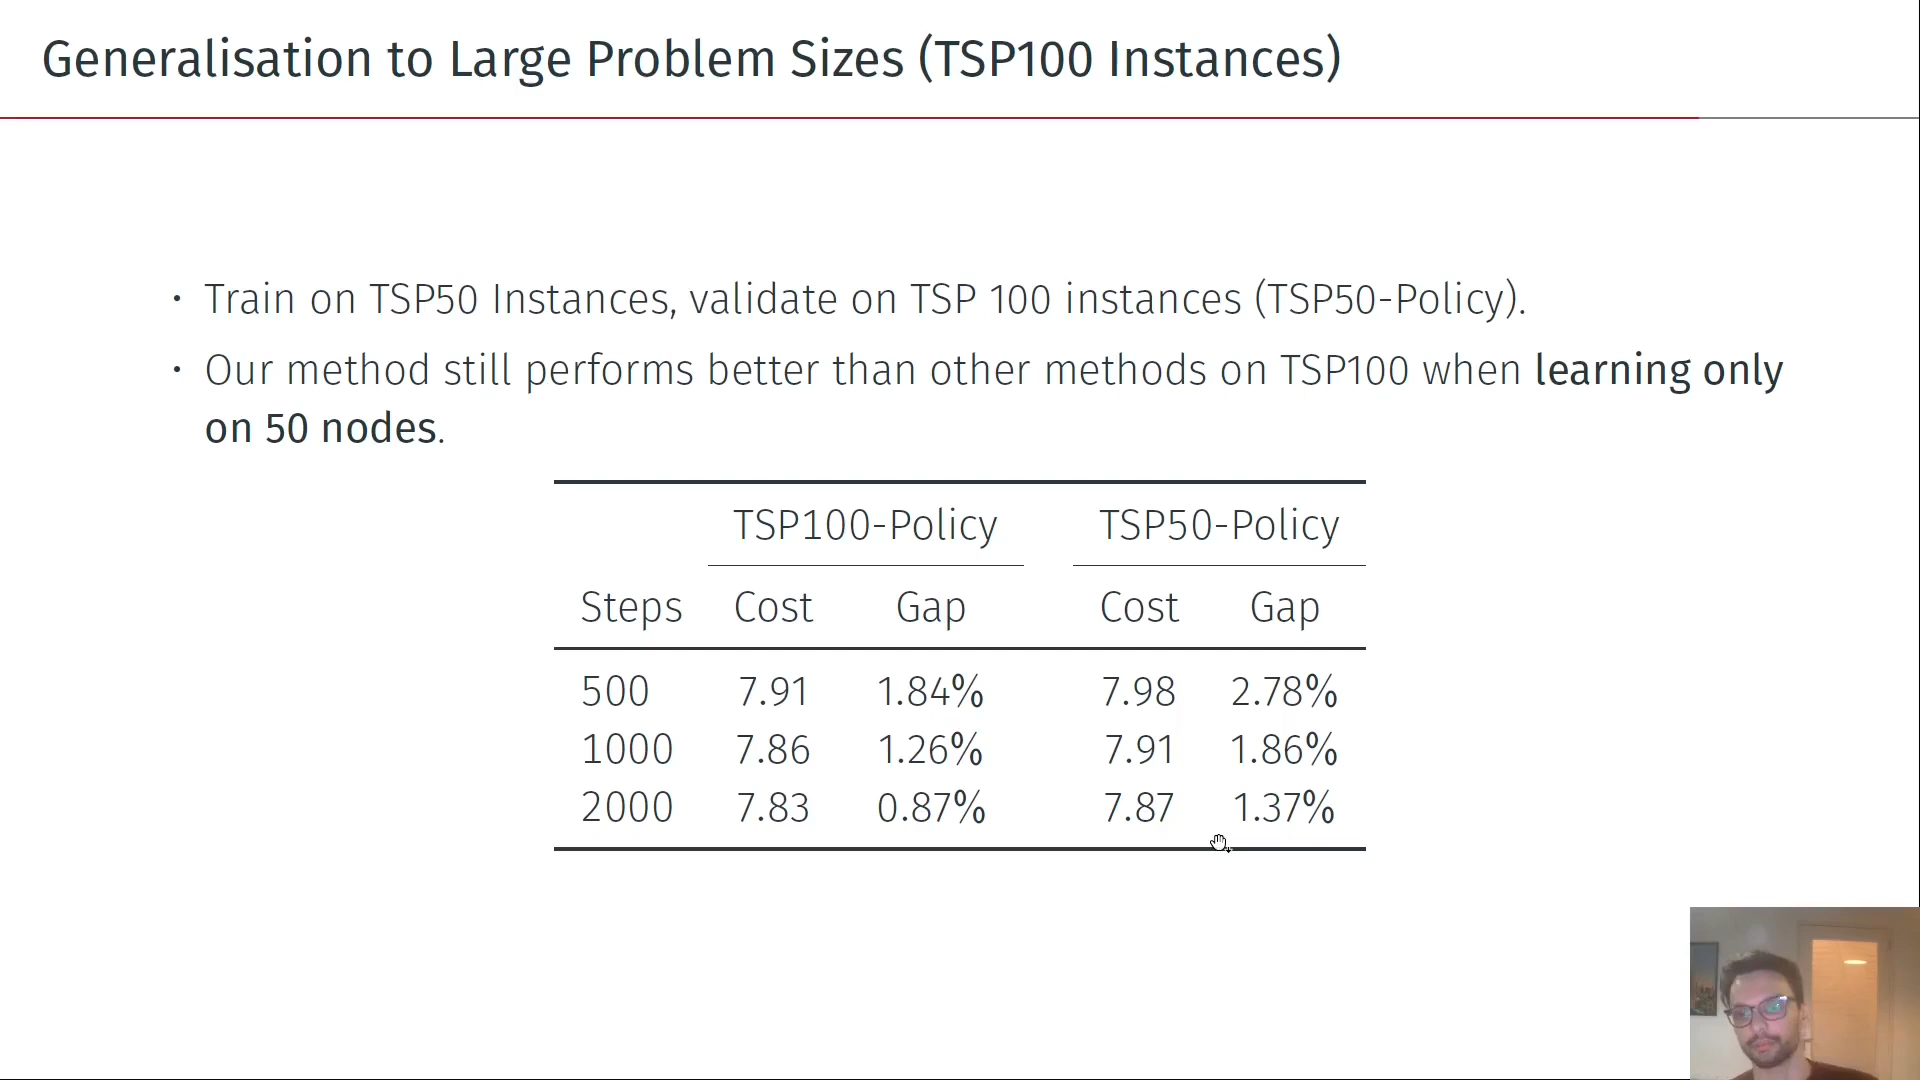 Generalisation to Large Problem Sizes (TSP100 Instances)
· Train on TSP50 Instances, validate on TSP 100 instances (TSP50-Policy).
· Our method still performs better than other methods on TSP100 when learning only
on 50 nodes.
TSP100-Policy TSP50-Policy
Steps Cost Gap Cost Gap
500 7.91 1.84% 7.98 2.78%
1000 7.86 1.26% 7.91 1.86%
2000 7.83 0.87% 7.87 1.37%